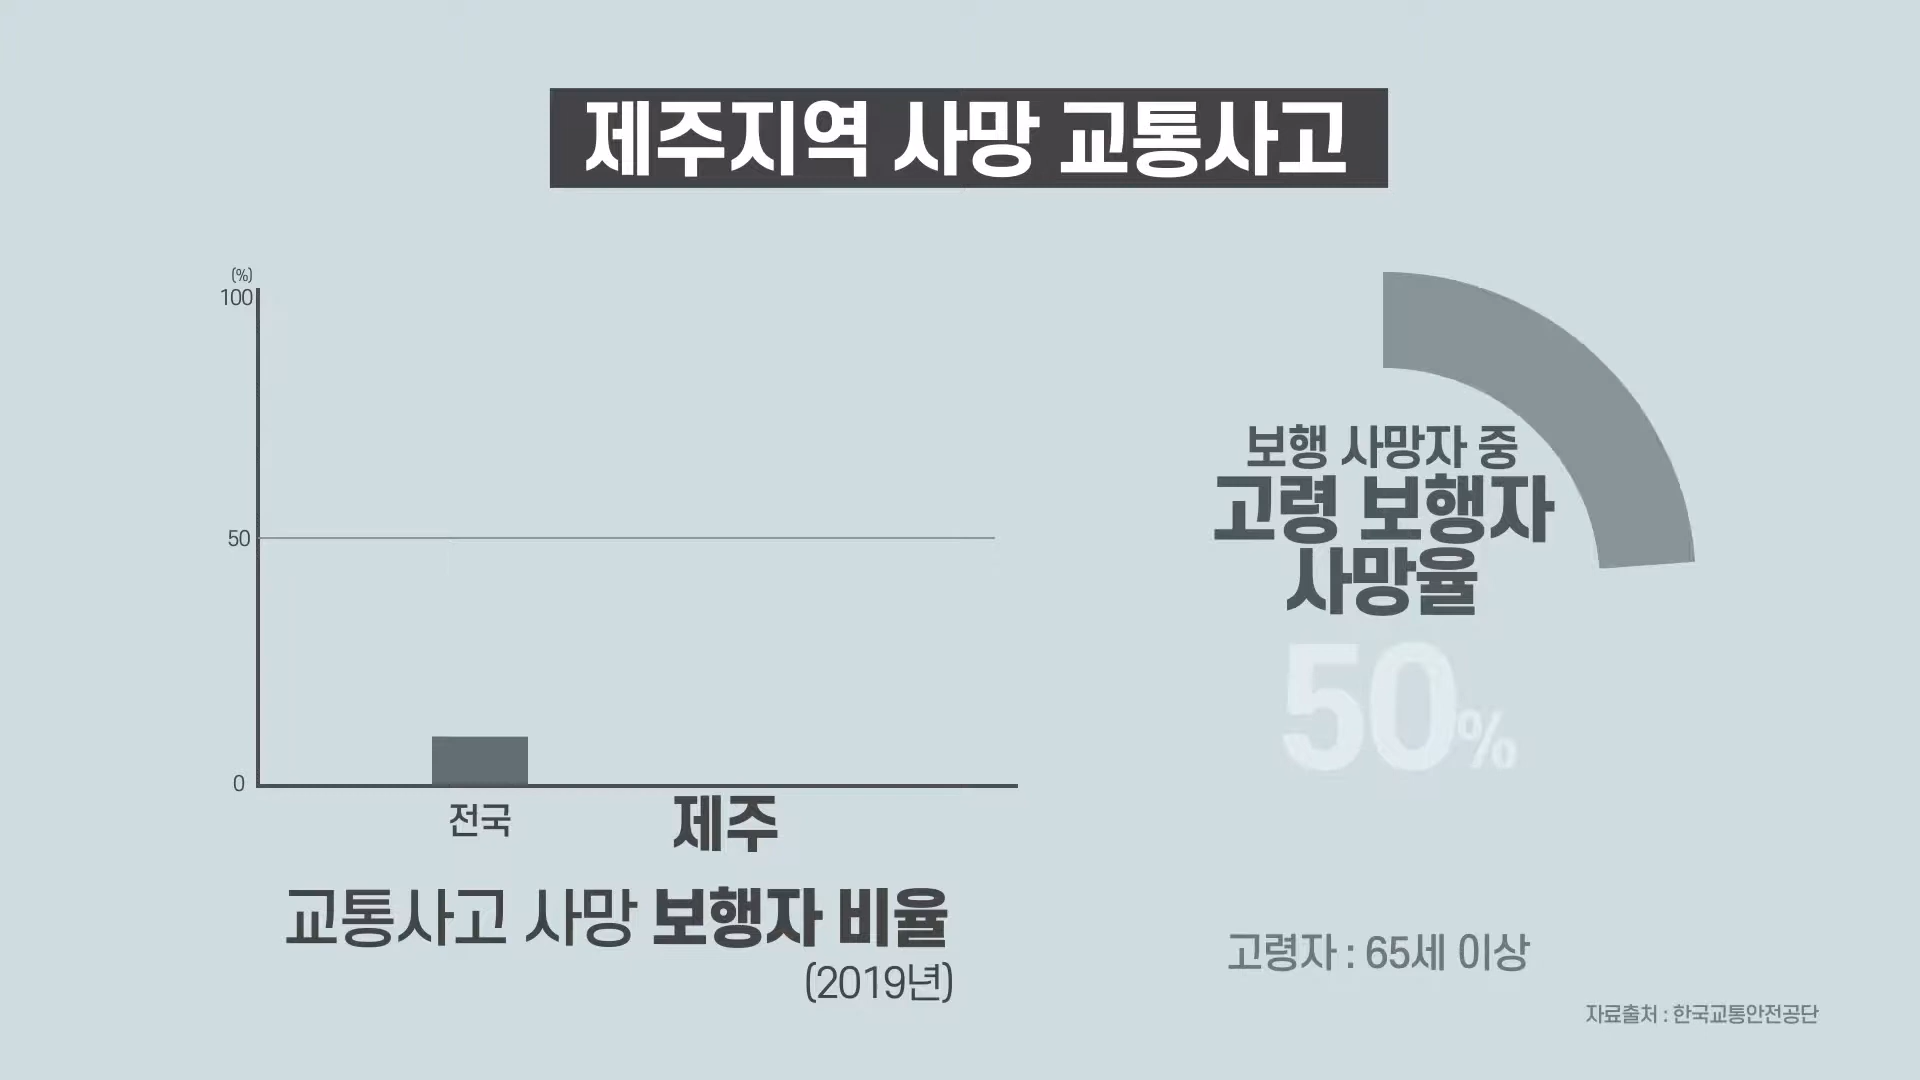 제주지역 사망 교통사고
(%)
100
50
0
전국
제주
교통사고 사망 보행자 비율
(2019년)
보행 사망자 중
고령 보행자
사망율
50%
고령자 : 65세 이상
자료출처 : 한국교통안전공단